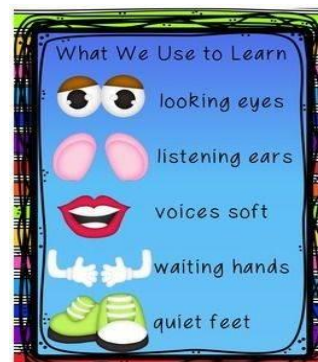 What We Use to Learn
looking eyes
listening ears
voices soft
waiting hands
quiet feet